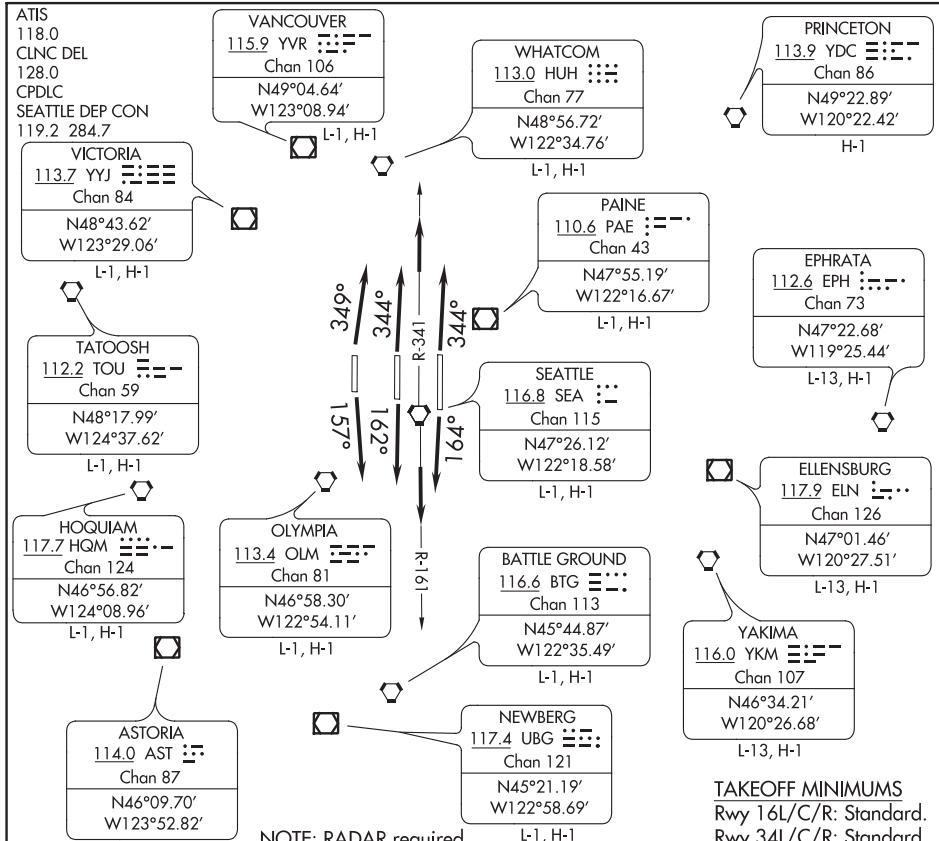 ATIS
118.0
CLNC DEL
128.0
CPDLC
SEATTLE DEP CON
119.2 284.7
VANCOUVER
115.9 YVR
Chan 106
N49°04.64′
W123°08.94′
L-1, H-1
WHATCOM
113.0 HUH
Chan 77
N48°56.72′
W122°34.76′
L-1, H-1
PRINCETON
113.9 YDC
Chan 86
N49°22.89′
W120°22.42′
H-1
VICTORIA
113.7 YYJ
Chan 84
N48°43.62′
W123°29.06′
L-1, H-1
PAINE
110.6 PAE
Chan 43
N47°55.19′
W122°16.67′
L-1, H-1
EPHRATA
112.6 EPH
Chan 73
N47°22.68′
W119°25.44′
L-13, H-1
349°
344°
R-341
344°
TATOOSH
112.2 TOU
Chan 59
N48°17.99′
W124°37.62′
L-1, H-1
SEATTLE
116.8 SEA
Chan 115
N47°26.12′
W122°18.58′
L-1, H-1
157°
162°
164°
R-161
ELLENSBURG
117.9 ELN
Chan 126
N47°01.46′
W120°27.51′
L-13, H-1
HOQUIAM
117.7 HQM
Chan 124
N46°56.82′
W124°08.96′
L-1, H-1
OLYMPIA
113.4 OLM
Chan 81
N46°58.30′
W122°54.11′
L-1, H-1
BATTLE GROUND
116.6 BTG
Chan 113
N45°44.87′
W122°35.49′
L-1, H-1
YAKIMA
116.0 YKM
Chan 107
N46°34.21′
W120°26.68′
L-13, H-1
ASTORIA
114.0 AST
Chan 87
N46°09.70′
W123°52.82′
NEWBERG
117.4 UBG
Chan 121
N45°21.19′
W122°58.69′
L-1, H-1
NOTE: RADAR required
TAKEOFF MINIMUMS
Rwy 16L/C/R: Standard.
Rwy 34L/C/R: Standard